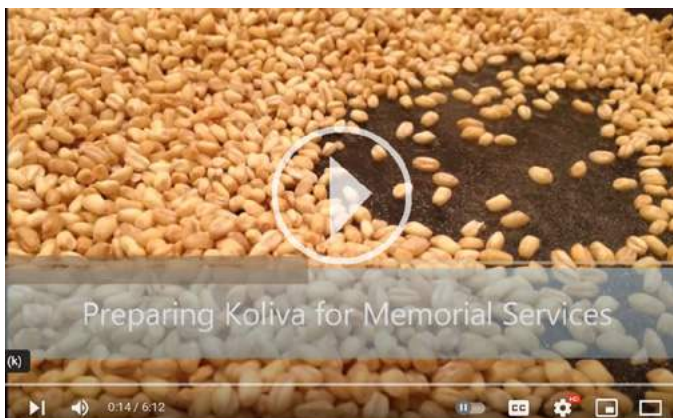 Preparing Koliva for Memorial Services
(k)
0:14 / 6:12
CC
HD